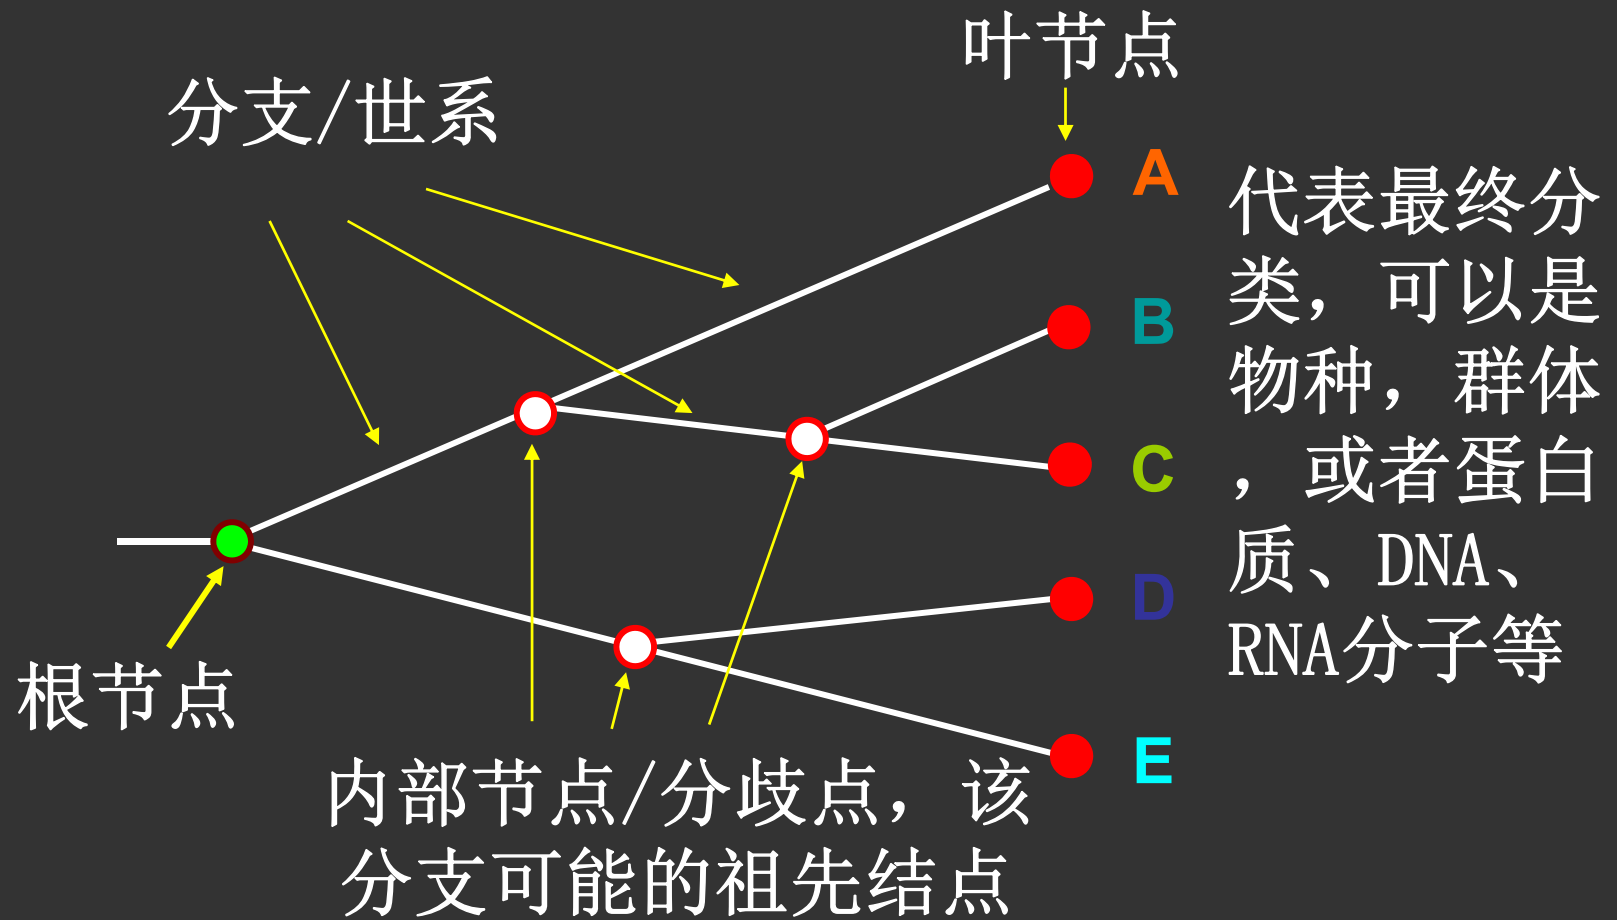 叶节点
分支/世系
A
代表最终分
类，可以是
物种，群体
，或者蛋白
质、DNA、
RNA分子等
B
C
D
E
根节点
内部节点/分歧点，该
分支可能的祖先结点